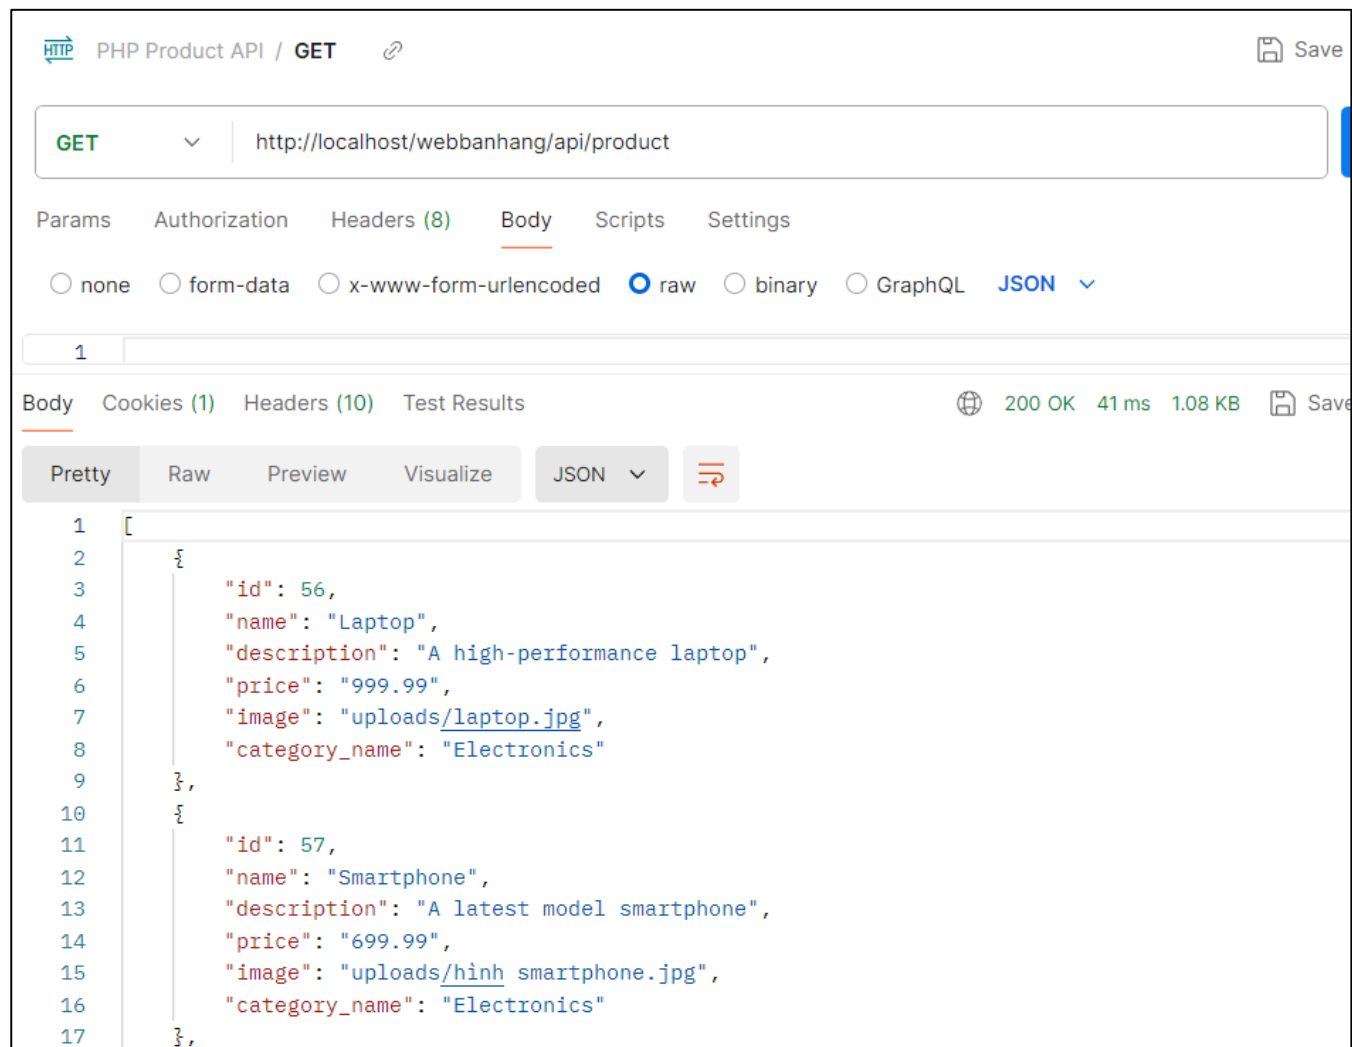 HTTP PHP Product API / GET Save
GET http://localhost/webbanhang/api/product
Params Authorization Headers (8) Body Scripts Settings
none form-data x-www-form-urlencoded raw binary GraphQL JSON
1
Body Cookies (1) Headers (10) Test Results 200 OK 41 ms 1.08 KB Save
Pretty Raw Preview Visualize JSON
1 [
2 {
3 "id": 56,
4 "name": "Laptop",
5 "description": "A high-performance laptop",
6 "price": "999.99",
7 "image": "uploads/laptop.jpg",
8 "category_name": "Electronics"
9 },
10 {
11 "id": 57,
12 "name": "Smartphone",
13 "description": "A latest model smartphone",
14 "price": "699.99",
15 "image": "uploads/hình smartphone.jpg",
16 "category_name": "Electronics"
17 },